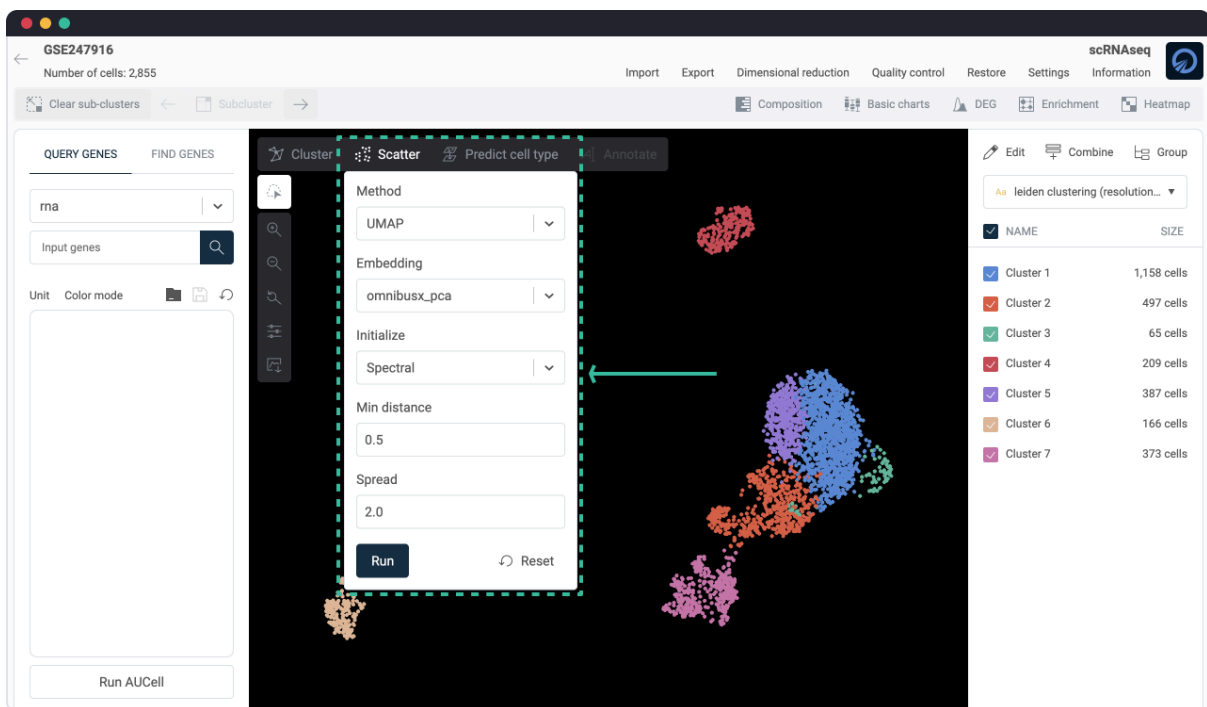 GSE247916
Number of cells: 2,855
scRNAseq
Import Export Dimensional reduction Quality control Restore Settings Information
Clear sub-clusters Subcluster
Composition Basic charts DEG Enrichment Heatmap
QUERY GENES FIND GENES
rna
Input genes
Unit Color mode
Run AUCell
Cluster Scatter Predict cell type Annotate
Method
UMAP
Embedding
omnibusx_pca
Initialize
Spectral
Min distance
0.5
Spread
2.0
Run Reset
Edit Combine Group
Aa leiden clustering (resolution...
NAME SIZE
Cluster 1 1,158 cells
Cluster 2 497 cells
Cluster 3 65 cells
Cluster 4 209 cells
Cluster 5 387 cells
Cluster 6 166 cells
Cluster 7 373 cells